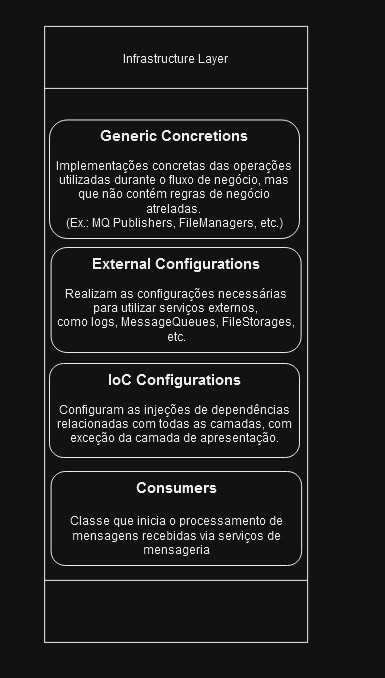 Infrastructure Layer
Generic Concretions
Implementações concretas das operações
utilizadas durante o fluxo de negócio, mas
que não contém regras de negócio
atreladas.
(Ex.: MQ Publishers, FileManagers, etc.)
External Configurations
Realizam as configurações necessárias
para utilizar serviços externos,
como logs, MessageQueues, FileStorages,
etc.
IoC Configurations
Configuram as injeções de dependências
relacionadas com todas as camadas, com
exceção da camada de apresentação.
Consumers
Classe que inicia o processamento de
mensagens recebidas via serviços de
mensageria